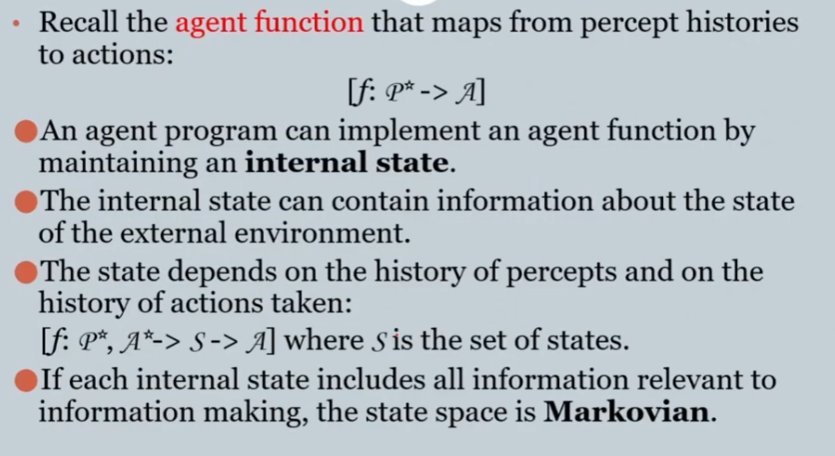 • Recall the agent function that maps from percept histories
to actions:
[f: P* -> A]
●An agent program can implement an agent function by
maintaining an internal state.
●The internal state can contain information about the state
of the external environment.
●The state depends on the history of percepts and on the
history of actions taken:
[f: P*, A*-> S -> A] where S is the set of states.
●If each internal state includes all information relevant to
information making, the state space is Markovian.